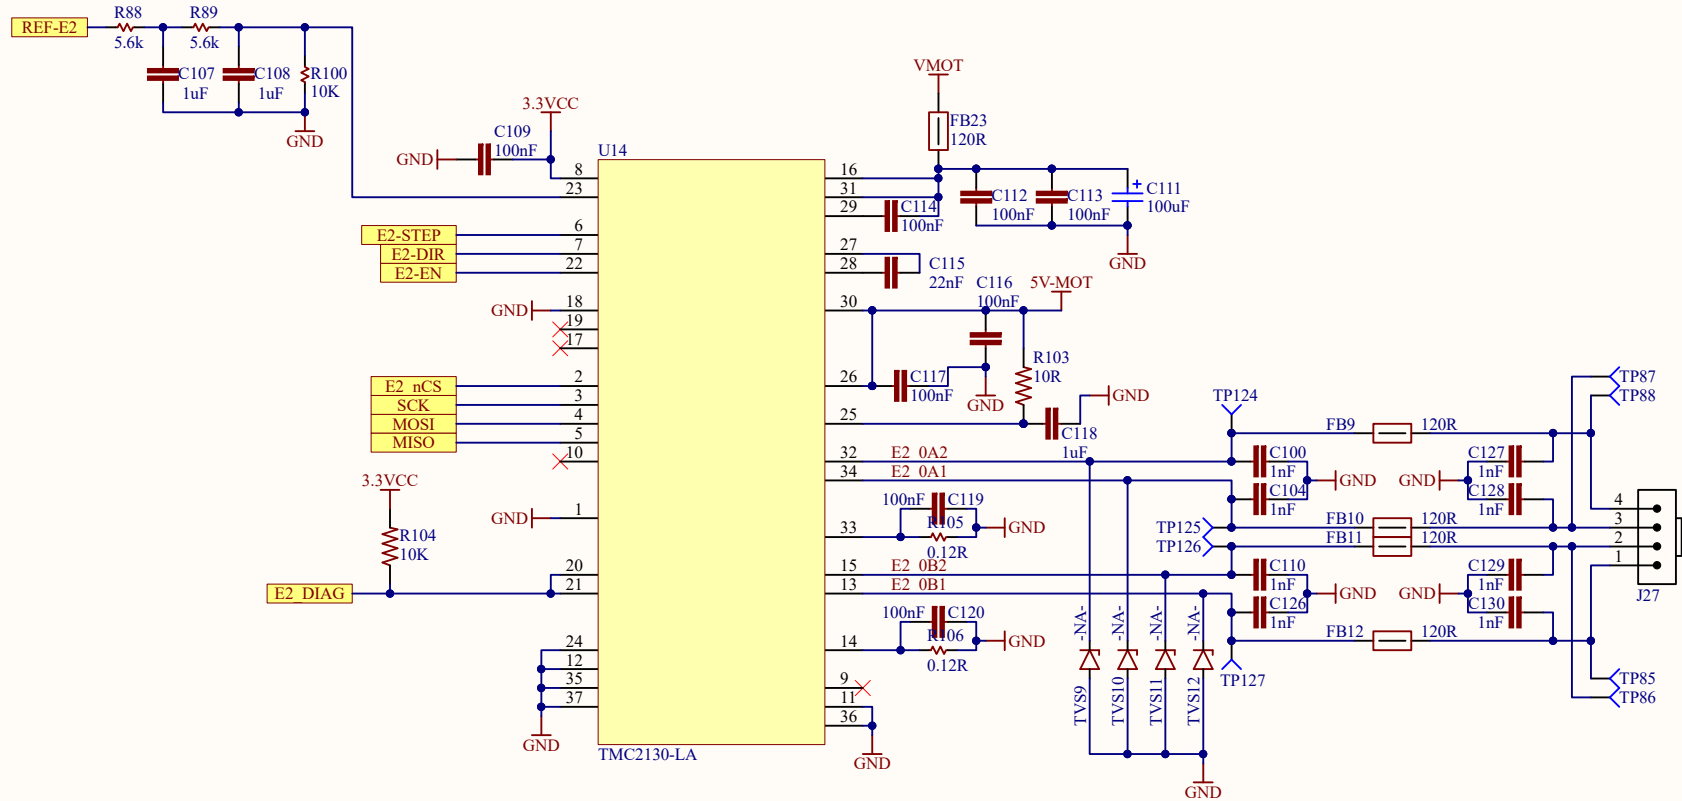 REF-E2
R88
5.6k
R89
5.6k
C107
1uF
C108
1uF
R100
10K
GND
3.3VCC
C109
100nF
GND
U14
8
23
E2-STEP
6
E2-DIR
7
E2-EN
22
GND
18
19
17
E2_nCS
2
SCK
3
MOSI
4
MISO
5
10
3.3VCC
GND
1
R104
10K
E2_DIAG
20
21
24
12
35
37
GND
TMC2130-LA
VMOT
FB23
120R
16
31
29
C114
100nF
C112
100nF
C113
100nF
+
C111
100uF
GND
27
28
C115
22nF
C116
100nF
5V-MOT
30
26
C117
100nF
GND
R103
10R
25
C118
1uF
GND
32
E2_0A2
34
E2_0A1
100nF
C119
33
R105
0.12R
GND
15
E2_0B2
13
E2_0B1
100nF
C120
14
R106
0.12R
GND
9
11
36
GND
-NA-
-NA-
-NA-
-NA-
TVS9
TVS10
TVS11
TVS12
GND
TP124
TP125
TP126
TP127
C100
1nF
C104
1nF
GND
C110
1nF
C126
1nF
GND
FB9
120R
FB10
120R
FB11
120R
FB12
120R
C127
1nF
GND
C128
1nF
C129
1nF
GND
C130
1nF
TP87
TP88
4
3
2
1
J27
TP85
TP86